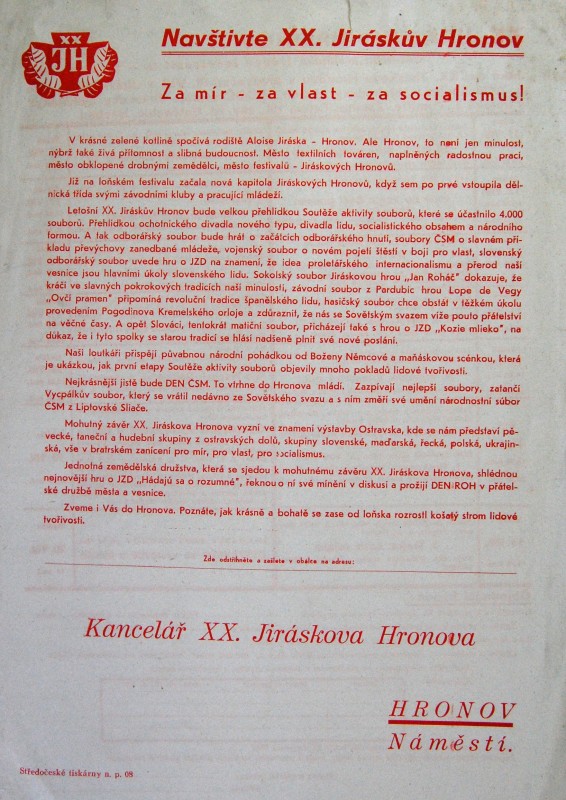 XX
JH
Navštivte XX. Jiráskův Hronov
Za mír - za vlast - za socialismus!
V krásné zelené kotlině spočívá rodiště Aloise Jiráska - Hronov. Ale Hronov, to není jen minulost,
nýbrž také živá přítomnost a slibná budoucnost. Město textilních továren, naplněných radostnou prací,
město obklopené drobnými zemědělci, město festivalů - Jiráskových Hronovů.
Již na loňském festivalu začala nová kapitola Jiráskových Hronovů, když sem po prvé vstoupila děl-
nická třída svými závodními kluby a pracující mládeží.
Letošní XX. Jiráskův Hronov bude velkou přehlídkou Soutěže aktivity souborů, které se účastnilo 4.000
souborů. Přehlídkou ochotnického divadla nového typu, divadla lidu, socialistického obsahem a národního
formou. A tak odborářský soubor bude hrát o začátcích odborářského hnutí, soubory ČSM o slavném pří-
kladu převýchovy zanedbané mládeže, vojenský soubor o novém pojetí štěstí v boji pro vlast, slovenský
odborářský soubor uvede hru o JZD na znamení, že idea proletářského internacionalismu a přerod naší
vesnice jsou hlavními úkoly slovenského lidu. Sokolský soubor Jiráskovou hrou „Jan Roháč" dokazuje, že
kráčí ve slavných pokrokových tradicích naší minulosti, závodní soubor z Pardubic hrou Lope de Vegy
„Ovčí pramen" připomíná revoluční tradice španělského lidu, hasičský soubor chce obstát v těžkém úkolu
provedením Pogodinova Kremelského orloje a zdůraznit, že nás se Sovětským svazem víže pouto přátelství
na věčné časy. A opět Slováci, tentokrát matiční soubor, přicházejí také s hrou o JZD „Kozie mlieko", na
důkaz, že i tyto spolky se starou tradicí se hlásí nadšeně plnit své nové poslání.
Naši loutkáři přispějí půvabnou národní pohádkou od Boženy Němcové a maňáskovou scénkou, která
je ukázkou, jak první etapy Soutěže aktivity souborů objevily mnoho pokladů lidové tvořivosti.
Nejkrásnější jistě bude DEN ČSM. To vtrhne do Hronova mládí. Zazpívají nejlepší soubory, zatančí
Vycpálkův soubor, který se vrátil nedávno ze Sovětského svazu a s ním změří své umění národnostní súbor
ČSM z Liptovské Sliače.
Mohutný závěr XX. Jiráskova Hronova vyzní ve znamení výstavby Ostravska, kde se nám představí pě-
vecké, taneční a hudební skupiny z ostravských dolů, skupiny slovenské, maďarská, řecká, polská, ukrajin-
ská, vše v bratrském zanícení pro mír, pro vlast, pro socialismus.
Jednotná zemědělská družstva, která se sjedou k mohutnému závěru XX. Jiráskova Hronova, shlédnou
nejnovější hru o JZD „Hádajú sa o rozumné", řeknou o ní své mínění v diskusi a prožijí DEN ROH v přátel-
ské družbě města a vesnice.
Zveme i Vás do Hronova. Poznáte, jak krásně a bohatě se zase od loňska rozrostl košatý strom lidové
tvořivosti.
Zde odstřihněte a zašlete v obálce na adresu:
Kancelář XX. Jiráskova Hronova
HRONOV
Náměstí.
Středočeské tiskárny n. p. 08